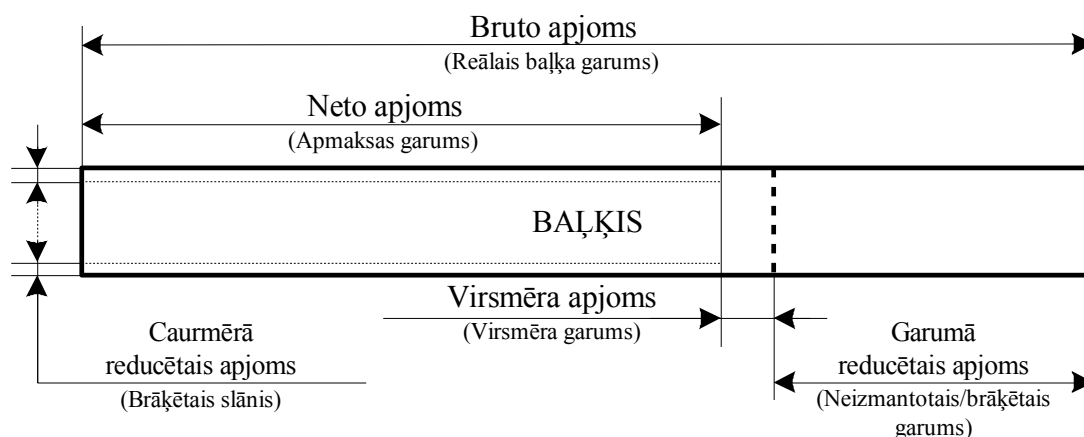 Bruto apjoms
(Reālais baļķa garums)
Neto apjoms
(Apmaksas garums)
BAĻĶIS
Virsmēra apjoms
(Virsmēra garums)
Caurmērā
reducētais apjoms
(Brāķētais slānis)
Garumā
reducētais apjoms
(Neizmantotais/brāķētais
garums)